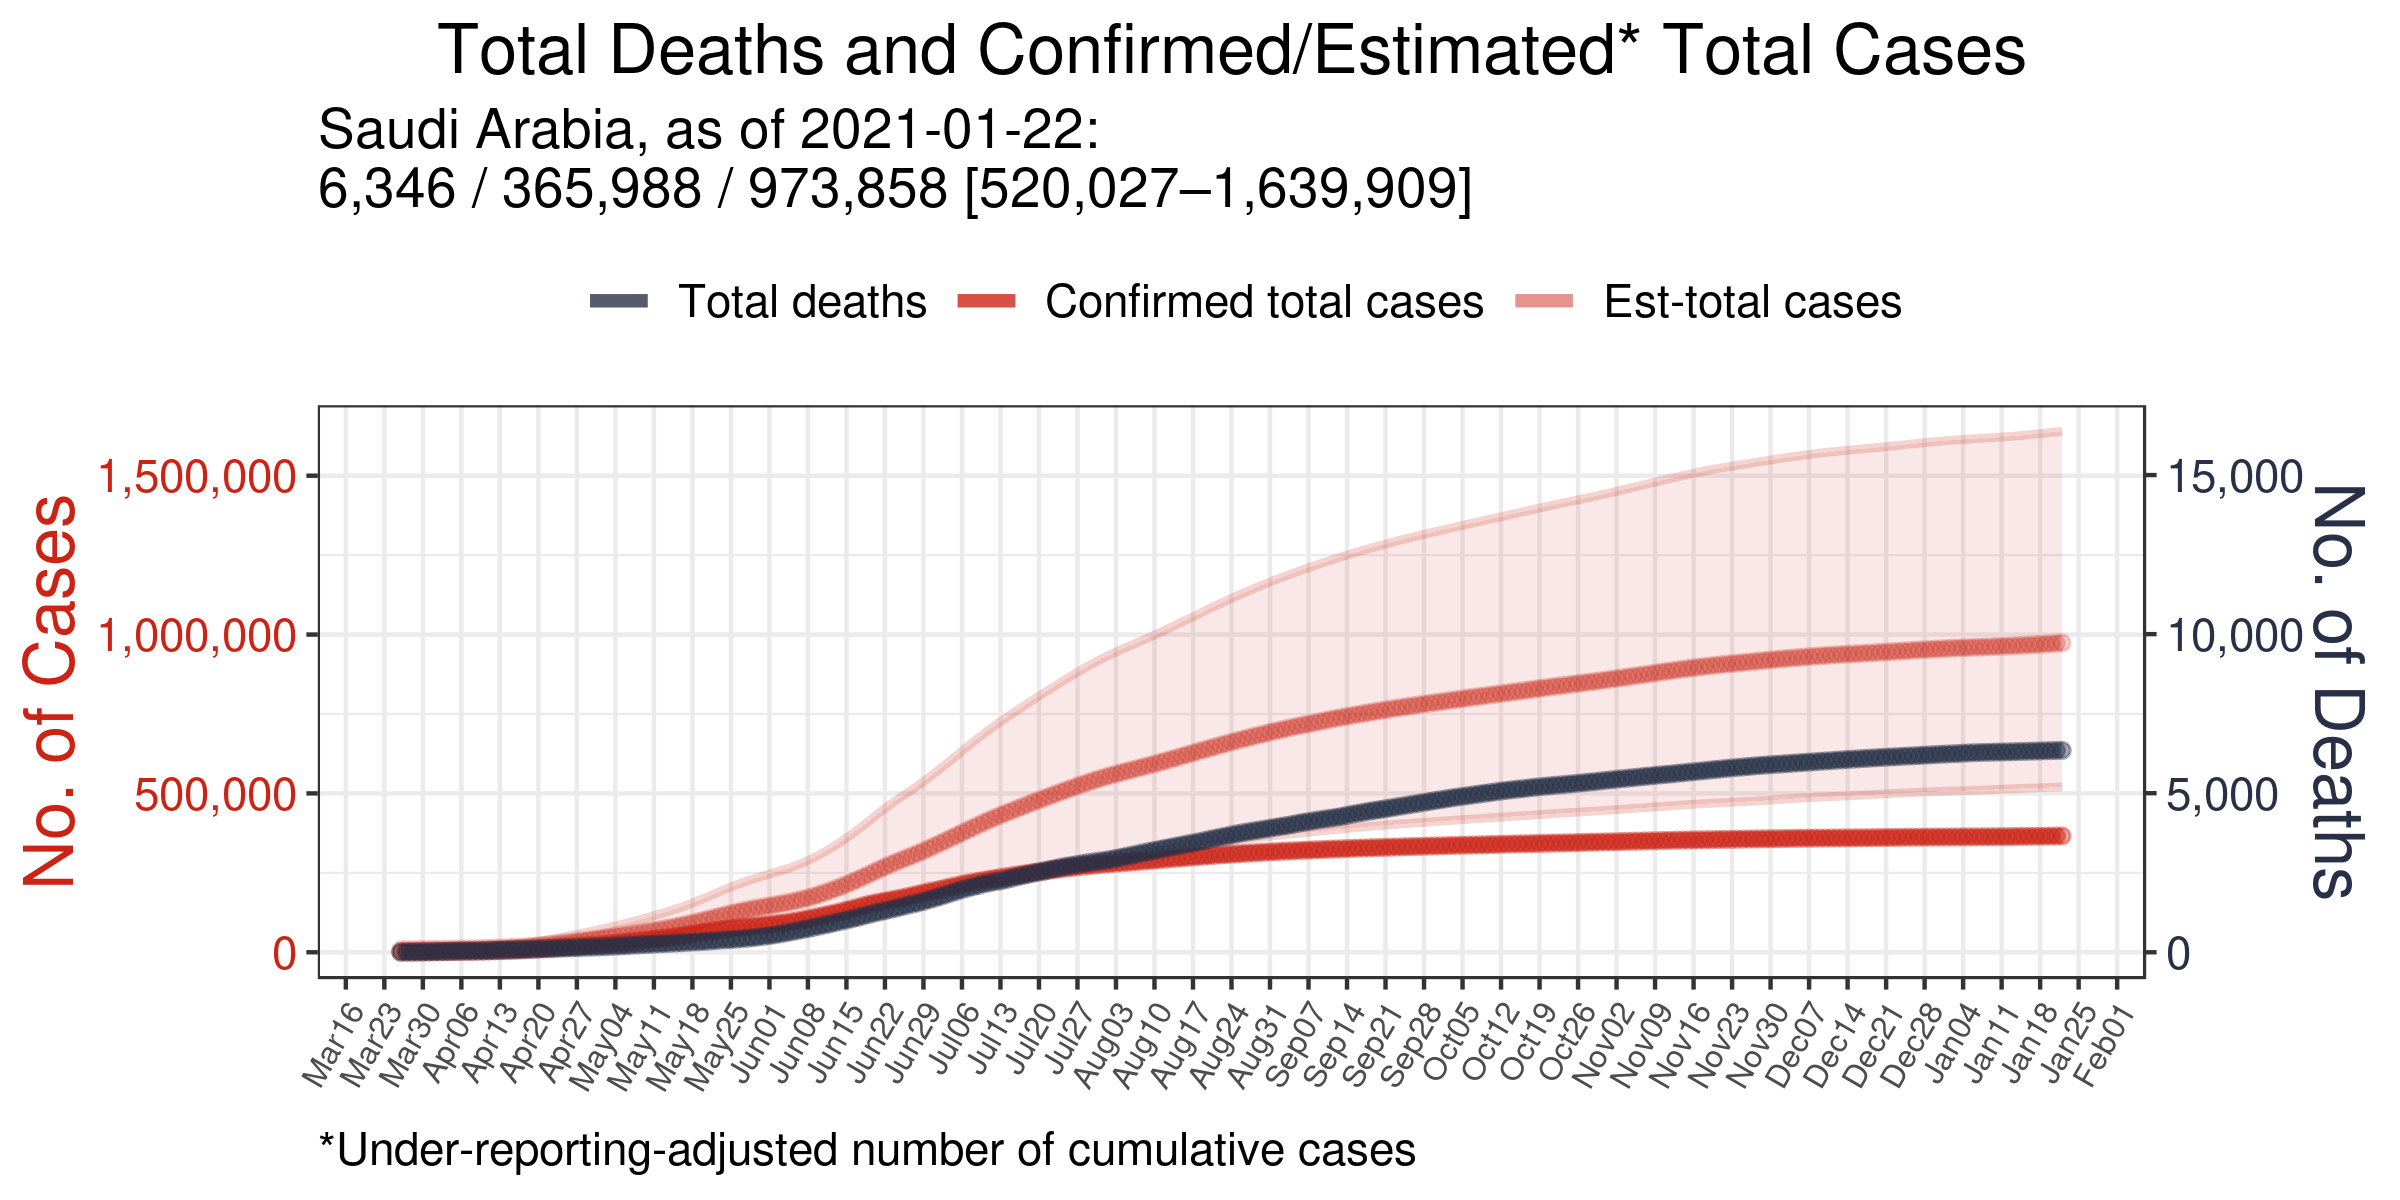 Total Deaths and Confirmed/Estimated* Total Cases
Saudi Arabia, as of 2021-01-22:
6,346 / 365,988 / 973,858 [520,027–1,639,909]
Total deaths
Confirmed total cases
Est-total cases
No. of Cases
1,500,000
1,000,000
500,000
0
15,000
10,000
5,000
0
No. of Deaths
Mar16
Mar23
Mar30
Apr06
Apr13
Apr20
Apr27
May04
May11
May18
May25
Jun01
Jun08
Jun15
Jun22
Jun29
Jul06
Jul13
Jul20
Jul27
Aug03
Aug10
Aug17
Aug24
Aug31
Sep07
Sep14
Sep21
Sep28
Oct05
Oct12
Oct19
Oct26
Nov02
Nov09
Nov16
Nov23
Nov30
Dec07
Dec14
Dec21
Dec28
Jan04
Jan11
Jan18
Jan25
Feb01
*Under-reporting-adjusted number of cumulative cases